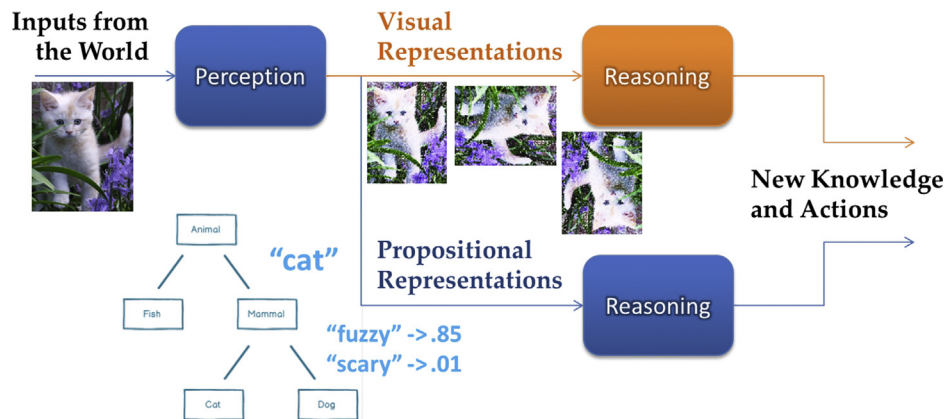 Inputs from
the World
Perception
Visual
Representations
Reasoning
New Knowledge
and Actions
Propositional
Representations
Reasoning
Animal
Fish
Mammal
Cat
Dog
“cat”
“fuzzy” ->.85
“scary” ->.01